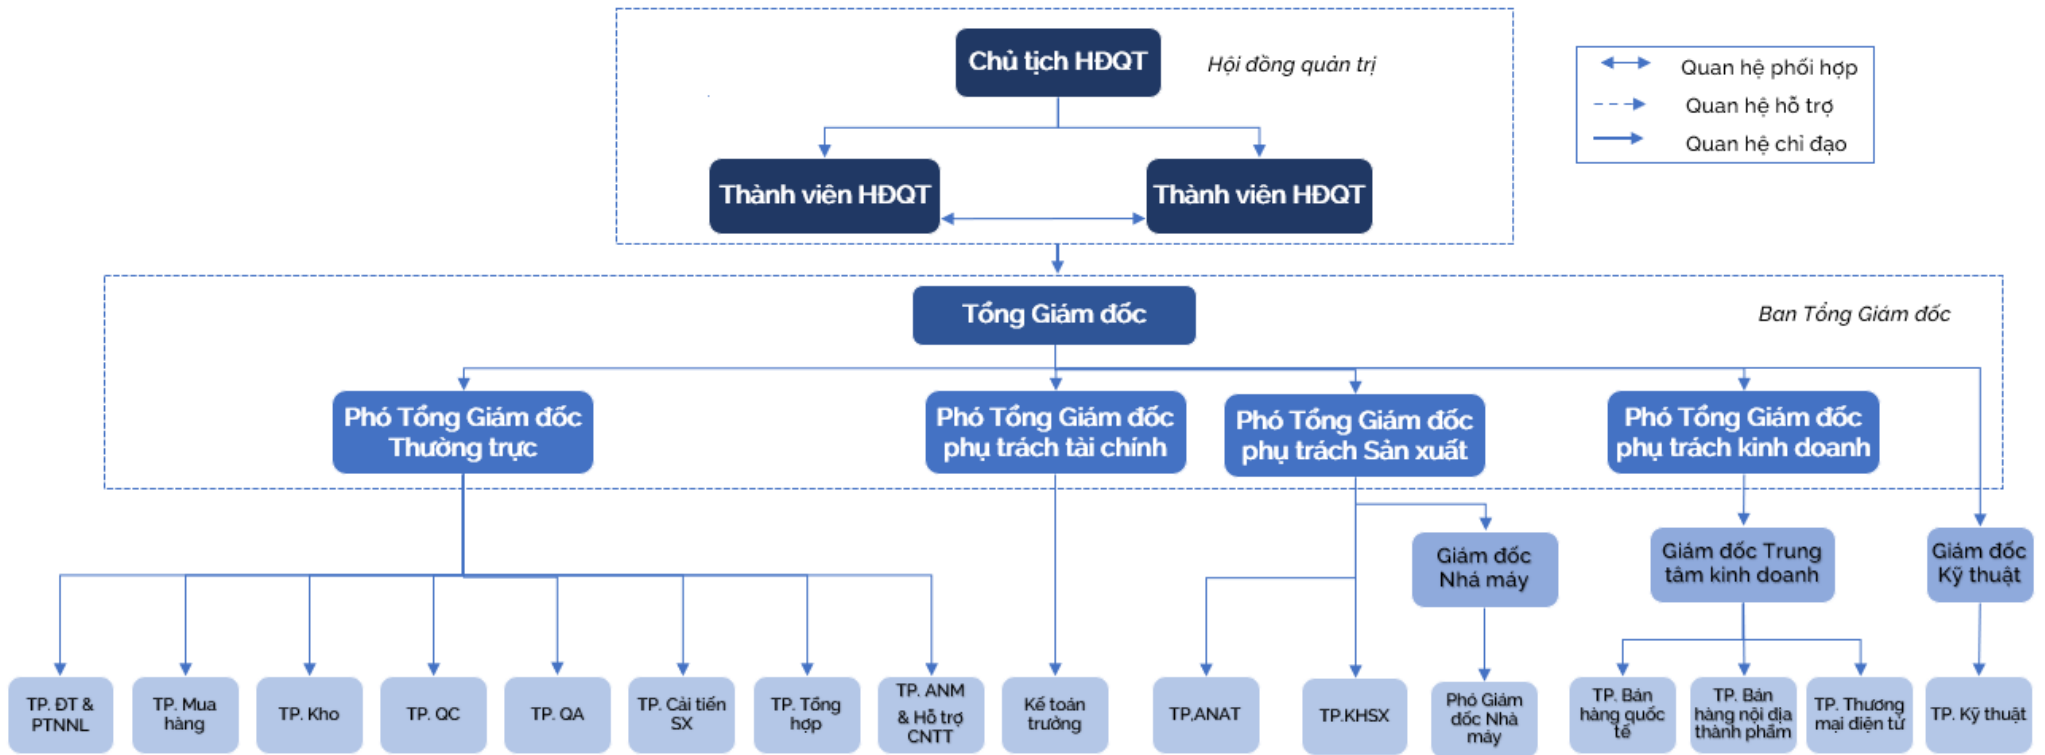 Chủ tịch HĐQT
Hội đồng quản trị
Quan hệ phối hợp
Quan hệ hỗ trợ
Quan hệ chỉ đạo
Thành viên HĐQT
Thành viên HĐQT
Tổng Giám đốc
Ban Tổng Giám đốc
Phó Tổng Giám đốc
Thường trực
Phó Tổng Giám đốc
phụ trách tài chính
Phó Tổng Giám đốc
phụ trách Sản xuất
Phó Tổng Giám đốc
phụ trách kinh doanh
Giám đốc
Nhá máy
Giám đốc Trung
tâm kinh doanh
Giám đốc
Kỹ thuật
TP. ĐT &
PTNNL
TP. Mua
hàng
TP. Kho
TP. QC
TP. QA
TP. Cải tiến
SX
TP. Tổng
hợp
TP. ANM
& Hỗ trợ
CNTT
Kế toán
trưởng
TP,ANAT
TP.KHSX
Phó Giám
đốc Nhà
máy
TP. Bán
hàng quốc
tế
TP. Bán
hàng nội địa
thành phẩm
TP. Thương
mại điện tử
TP. Kỹ thuật